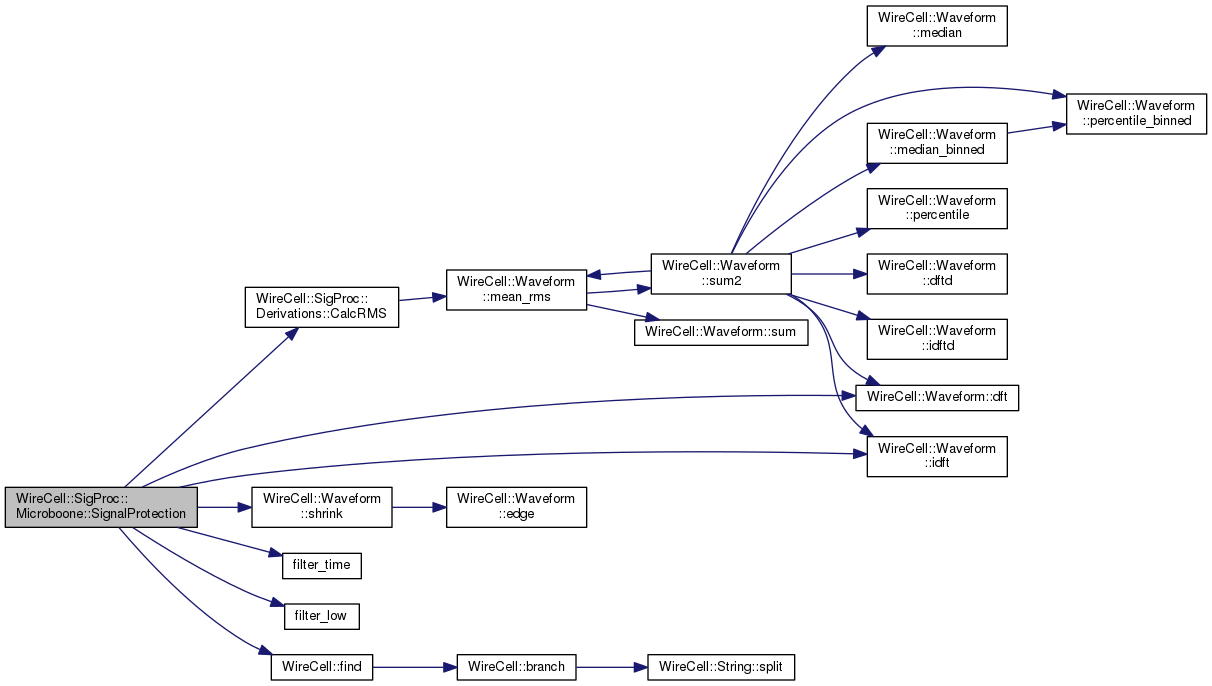 WireCell::SigProc::
Microboone::SignalProtection
WireCell::SigProc::
Derivations::CalcRMS
WireCell::Waveform
::mean_rms
WireCell::Waveform
::sum2
WireCell::Waveform::sum
WireCell::Waveform
::median
WireCell::Waveform
::percentile_binned
WireCell::Waveform
::median_binned
WireCell::Waveform
::percentile
WireCell::Waveform
::dftd
WireCell::Waveform
::idftd
WireCell::Waveform::dft
WireCell::Waveform
::idft
WireCell::Waveform
::shrink
WireCell::Waveform
::edge
filter_time
filter_low
WireCell::find
WireCell::branch
WireCell::String::split